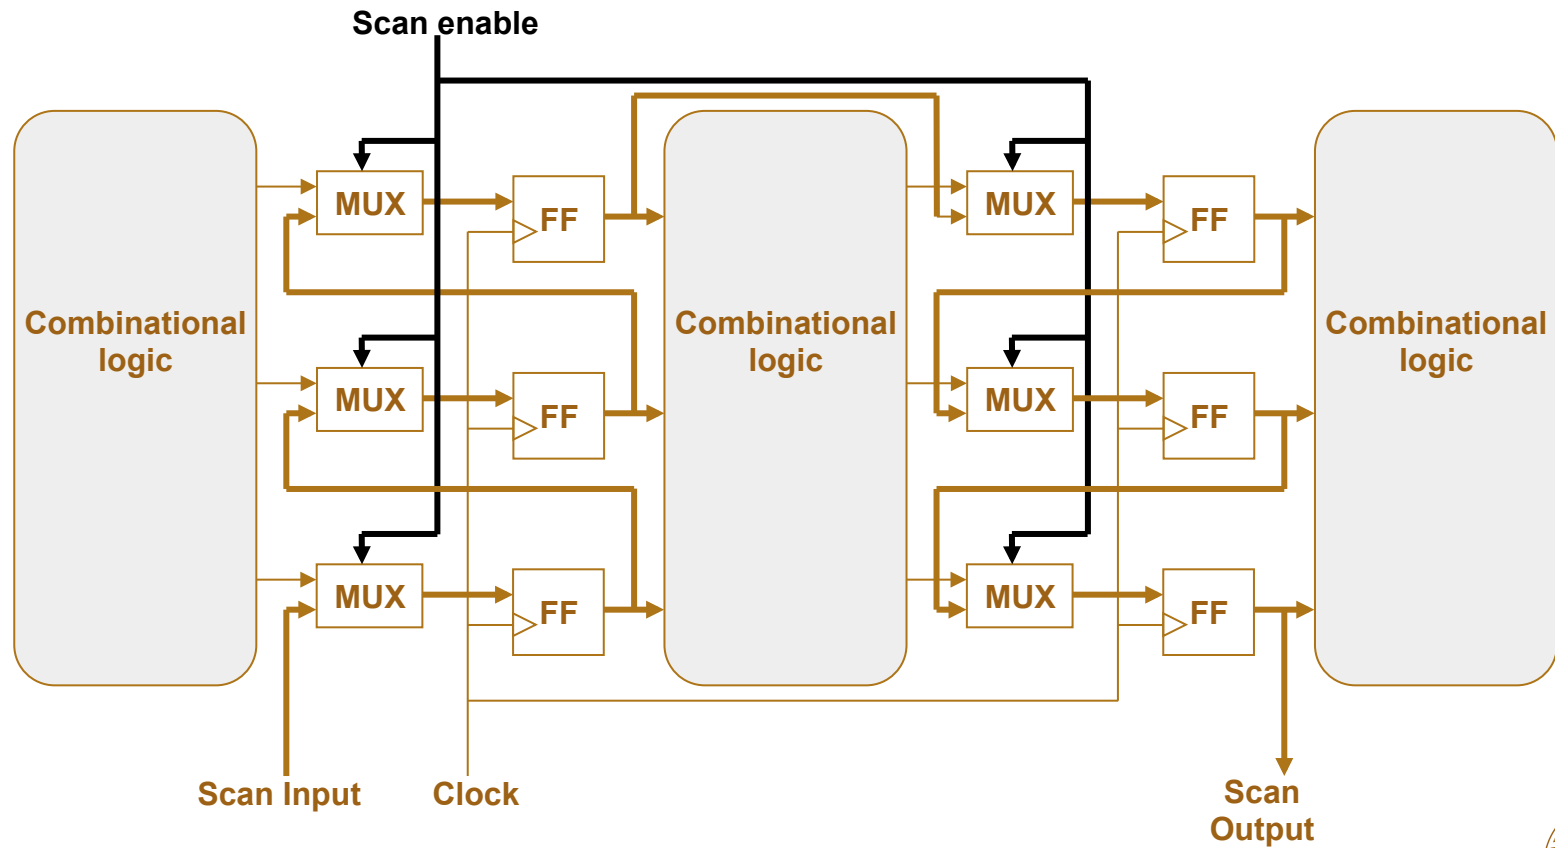 Scan enable
MUX
FF
MUX
FF
Combinational
logic
Combinational
logic
Combinational
logic
MUX
FF
MUX
FF
MUX
FF
MUX
FF
Scan Input
Clock
Scan
Output